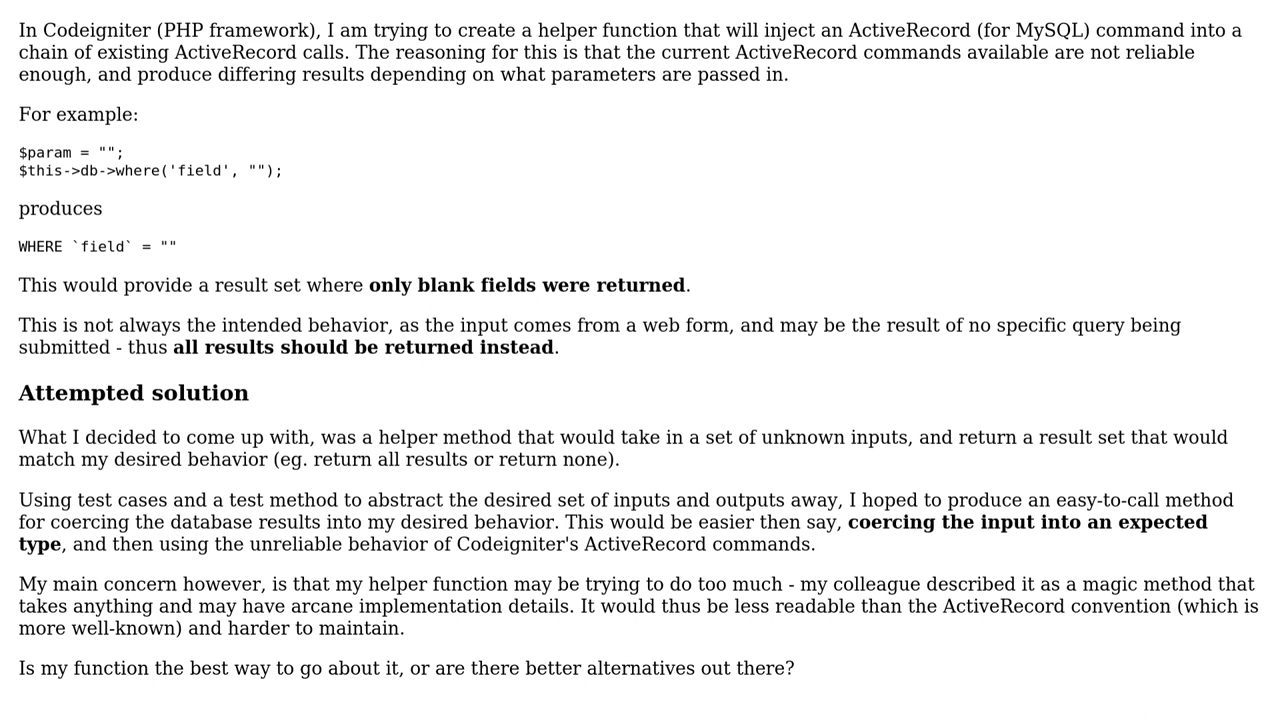 In Codeigniter (PHP framework), I am trying to create a helper function that will inject an ActiveRecord (for MySQL) command into a
chain of existing ActiveRecord calls. The reasoning for this is that the current ActiveRecord commands available are not reliable
enough, and produce differing results depending on what parameters are passed in.
For example:
$param = "";
$this->db->where('field', "");
produces
WHERE `field` = ""
This would provide a result set where only blank fields were returned.
This is not always the intended behavior, as the input comes from a web form, and may be the result of no specific query being
submitted - thus all results should be returned instead.
Attempted solution
What I decided to come up with, was a helper method that would take in a set of unknown inputs, and return a result set that would
match my desired behavior (eg. return all results or return none).
Using test cases and a test method to abstract the desired set of inputs and outputs away, I hoped to produce an easy-to-call method
for coercing the database results into my desired behavior. This would be easier then say, coercing the input into an expected
type, and then using the unreliable behavior of Codeigniter's ActiveRecord commands.
My main concern however, is that my helper function may be trying to do too much - my colleague described it as a magic method that
takes anything and may have arcane implementation details. It would thus be less readable than the ActiveRecord convention (which is
more well-known) and harder to maintain.
Is my function the best way to go about it, or are there better alternatives out there?